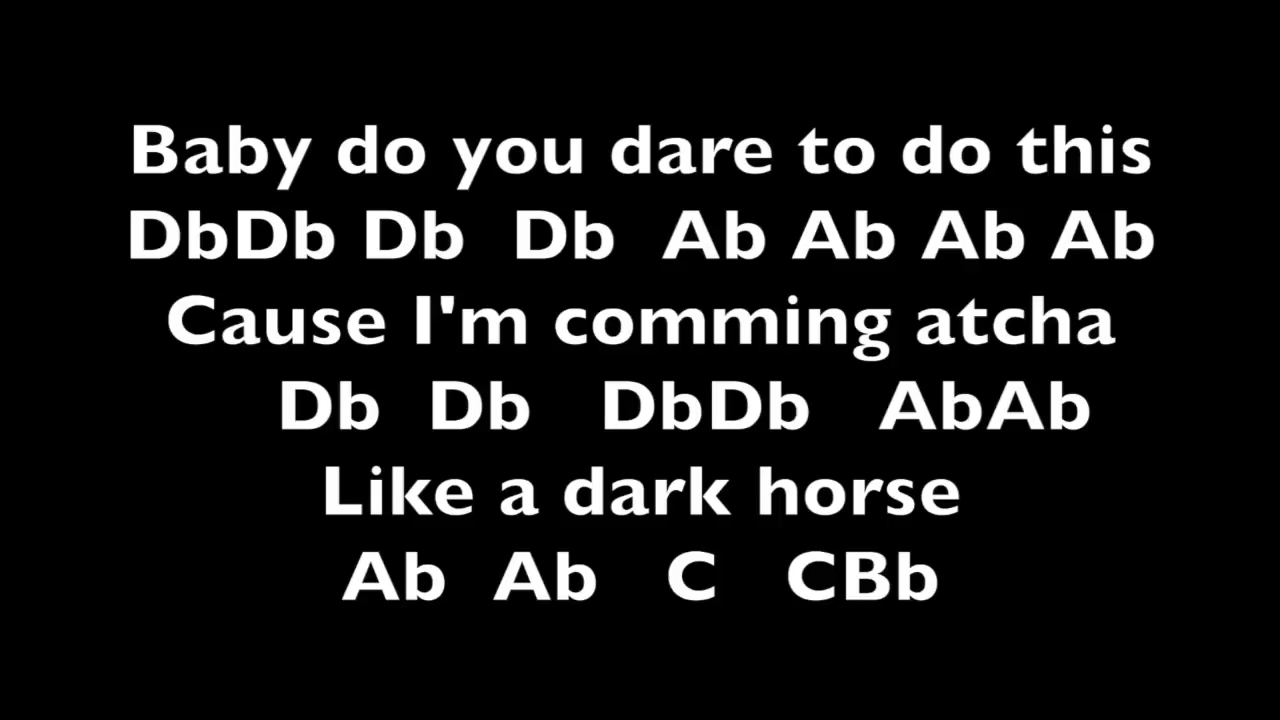 Baby do you dare to do this
DbDb Db Db Ab Ab Ab Ab
Cause I'm comming atcha
Db Db DbDb AbAb
Like a dark horse
Ab Ab C CBb